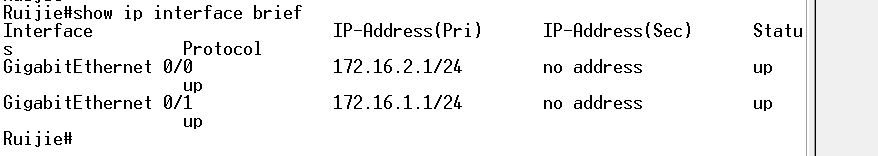 Ruijie#show ip interface brief
Interface                        IP-Address(Pri)      IP-Address(Sec)      Statu
s                 Protocol
GigabitEthernet 0/0              172.16.2.1/24        no address           up
                  up
GigabitEthernet 0/1              172.16.1.1/24        no address           up
                  up
Ruijie#